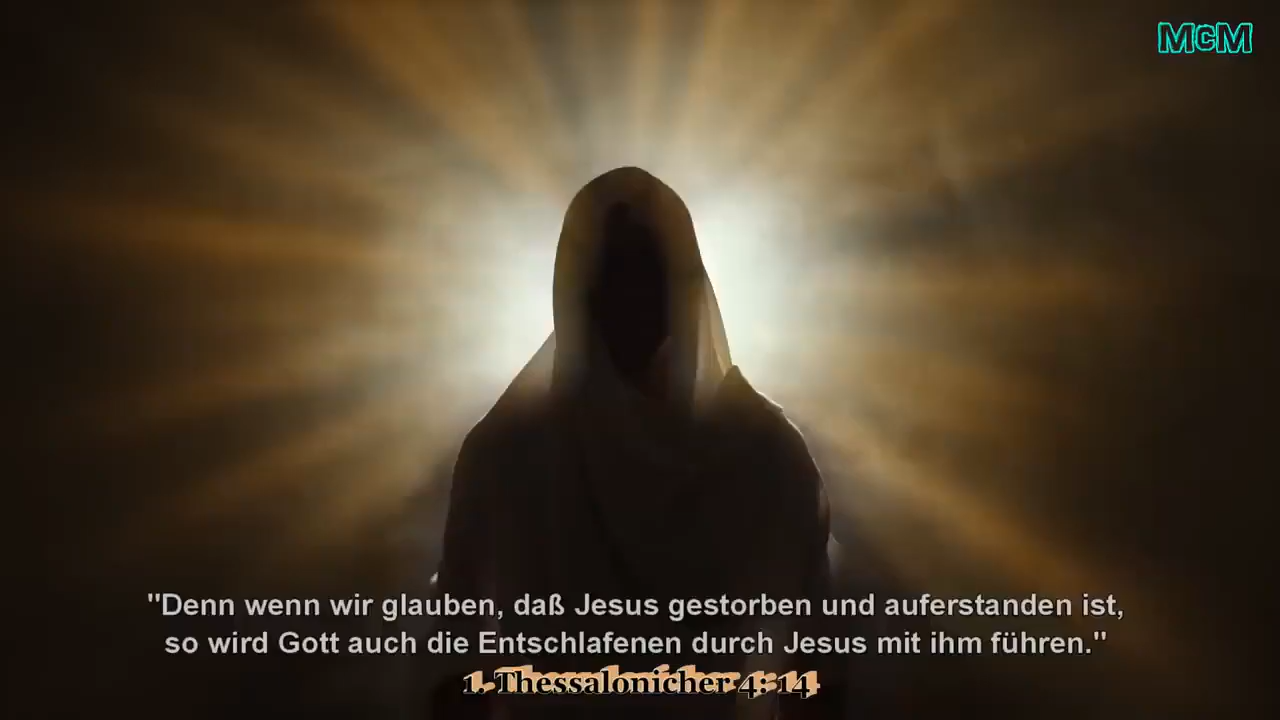 McM
"Denn wenn wir glauben, daß Jesus gestorben und auferstanden ist,
so wird Gott auch die Entschlafenen durch Jesus mit ihm führen."
1. Thessalonicher 4: 14